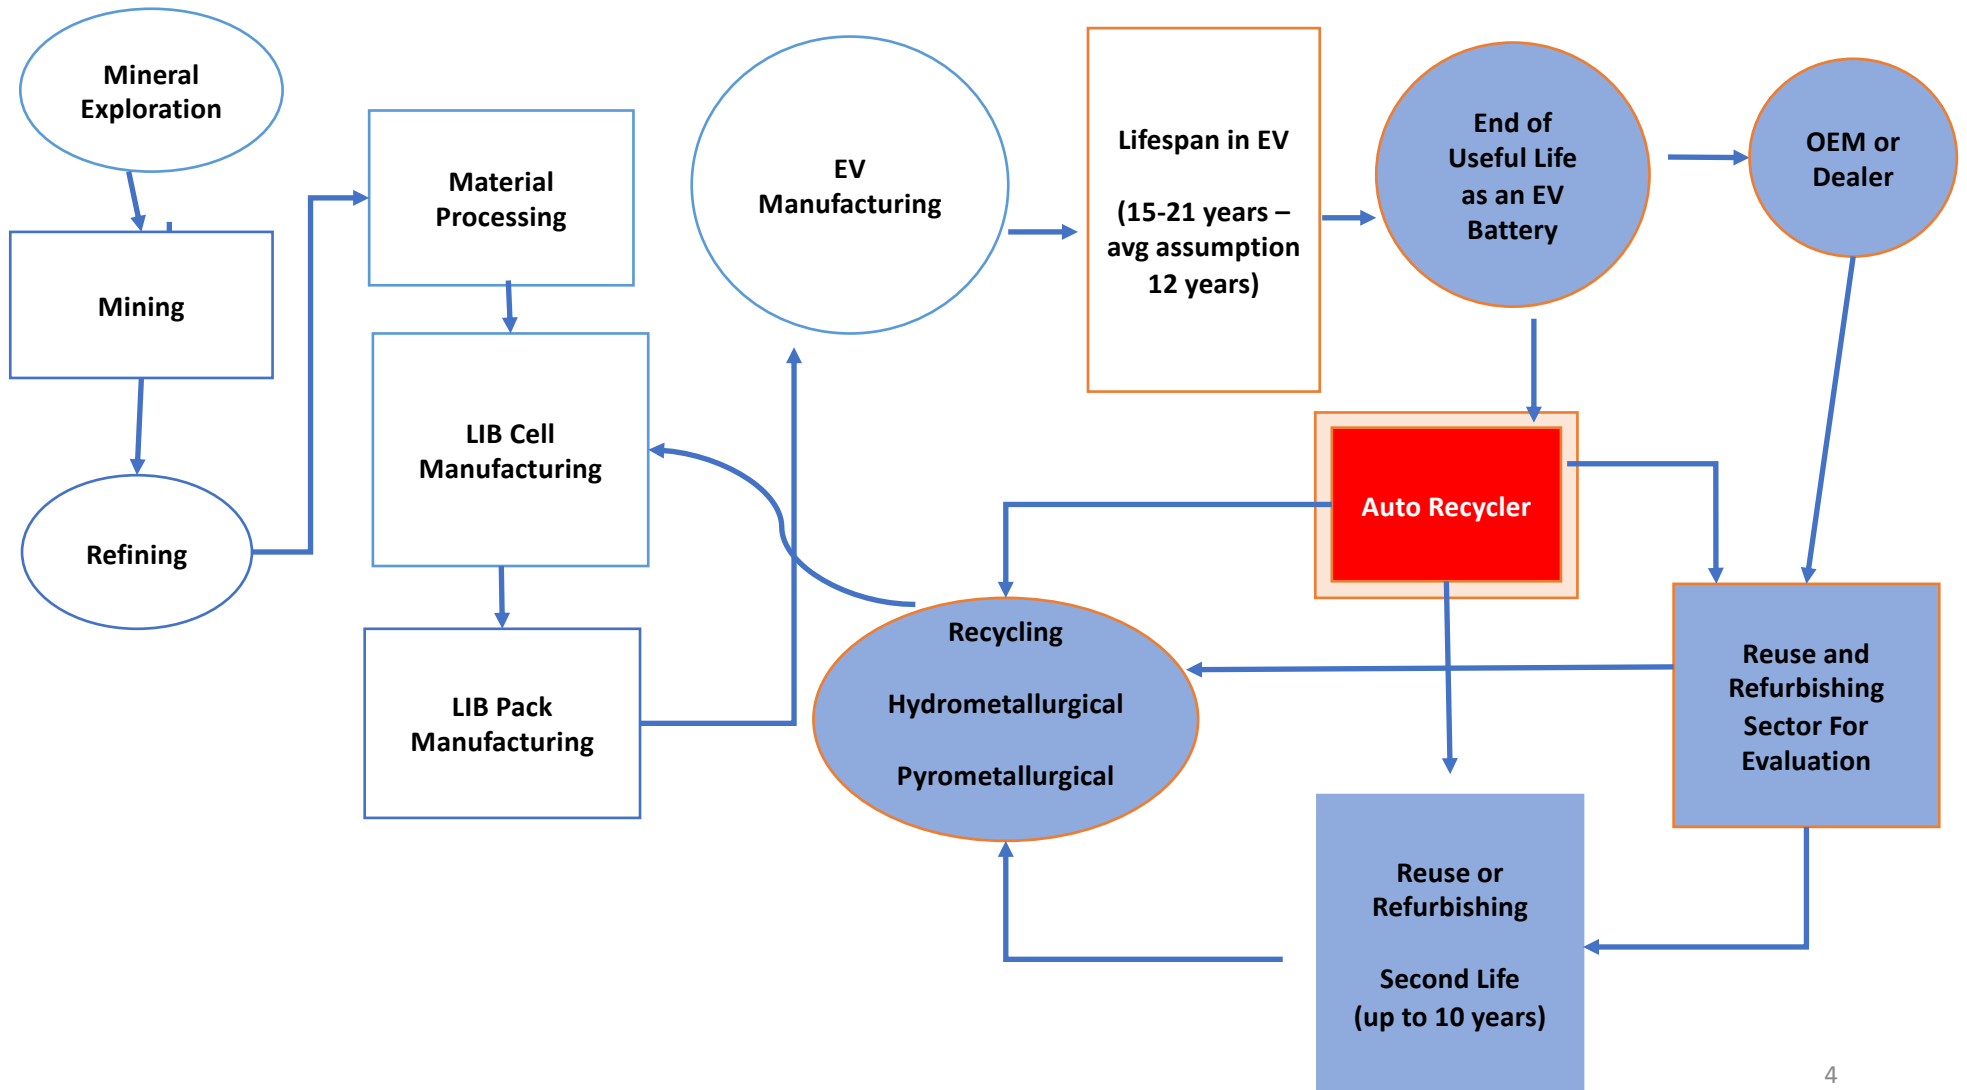 Mineral
Exploration
Mining
Refining
Material
Processing
LIB Cell
Manufacturing
LIB Pack
Manufacturing
EV
Manufacturing
Lifespan in EV
(15-21 years –
avg assumption
12 years)
End of
Useful Life
as an EV
Battery
OEM or
Dealer
Auto Recycler
Recycling
Hydrometallurgical
Pyrometallurgical
Reuse and
Refurbishing
Sector For
Evaluation
Reuse or
Refurbishing
Second Life
(up to 10 years)
4